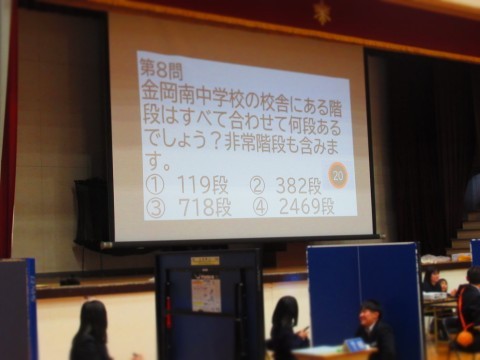 第8問
金岡南中学校の校舎にある階
段はすべて合わせて何段ある
でしょう?非常階段も含みま
す。
20
① 119段 ② 382段
③ 718段 ④ 2469段